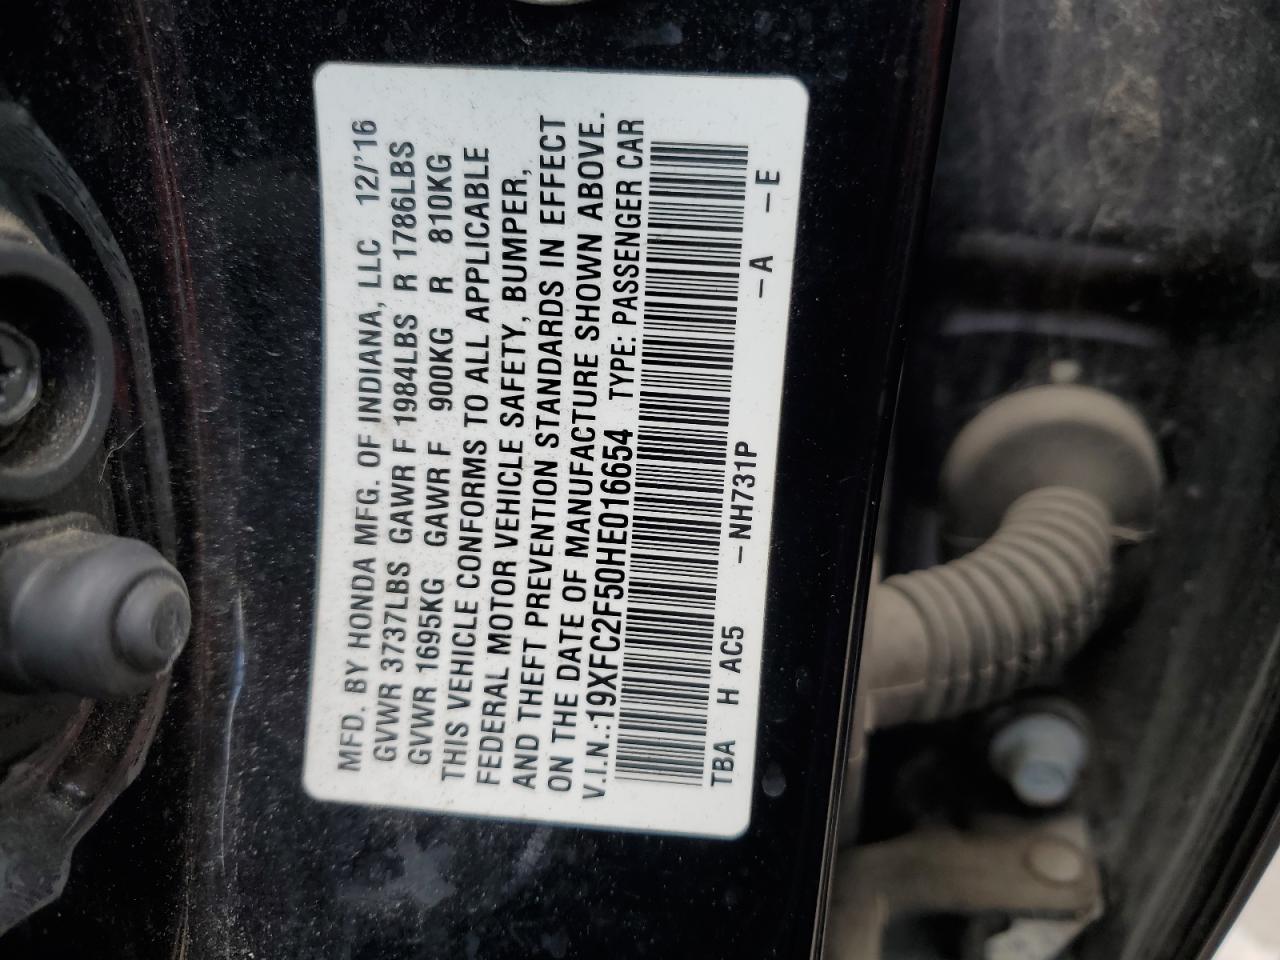 MFD. BY HONDA MFG. OF INDIANA, LLC 12/'16
GVWR 3737LBS GAWR F 1984LBS R 1786LBS
GVWR 1695KG GAWR F 900KG R 810KG
THIS VEHICLE CONFORMS TO ALL APPLICABLE
FEDERAL MOTOR VEHICLE SAFETY, BUMPER,
AND THEFT PREVENTION STANDARDS IN EFFECT
ON THE DATE OF MANUFACTURE SHOWN ABOVE.
V.I.N.:19XFC2F50HE016654 TYPE: PASSENGER CAR
TBA H AC5 -NH731P -A -E